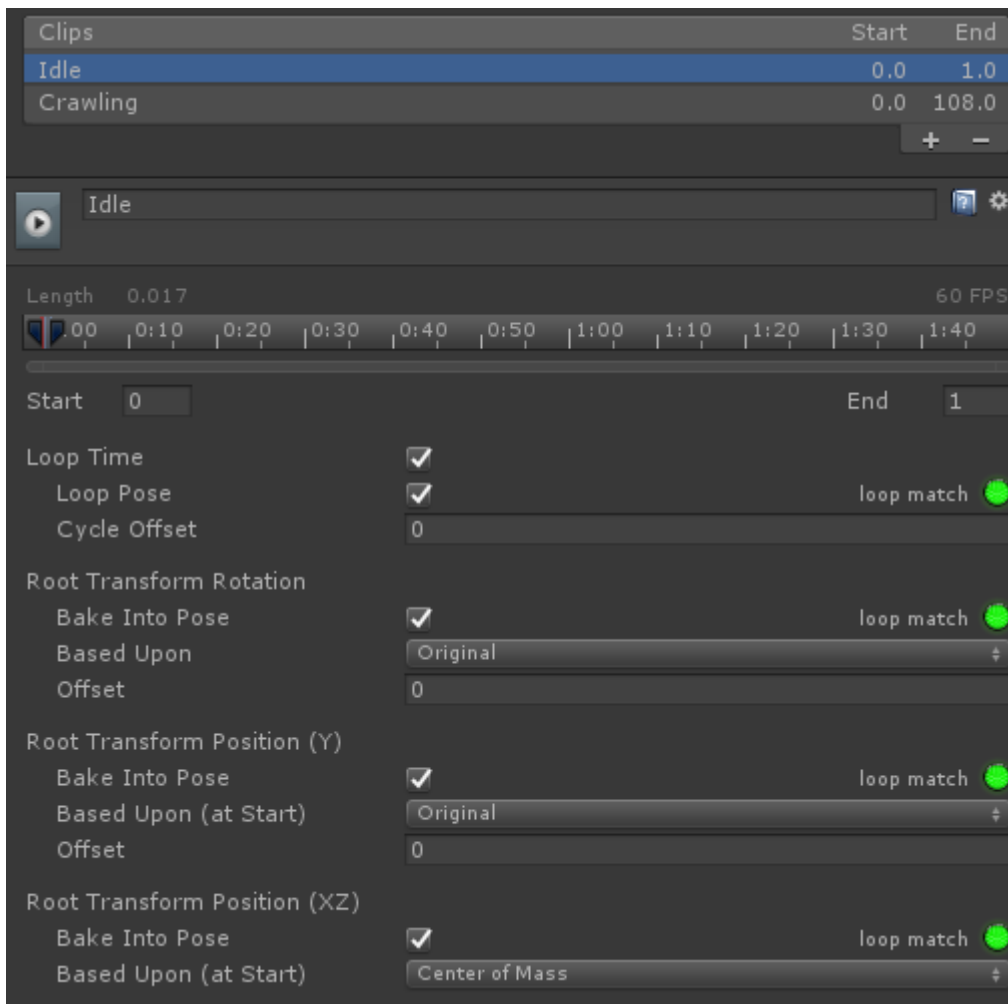 Clips Start End
Idle 0.0 1.0
Crawling 0.0 108.0
+ −
Idle
Length 0.017 60 FPS
:00 0:10 0:20 0:30 0:40 0:50 1:00 1:10 1:20 1:30 1:40
Start 0 End 1
Loop Time
Loop Pose loop match
Cycle Offset 0
Root Transform Rotation
Bake Into Pose loop match
Based Upon Original
Offset 0
Root Transform Position (Y)
Bake Into Pose loop match
Based Upon (at Start) Original
Offset 0
Root Transform Position (XZ)
Bake Into Pose loop match
Based Upon (at Start) Center of Mass